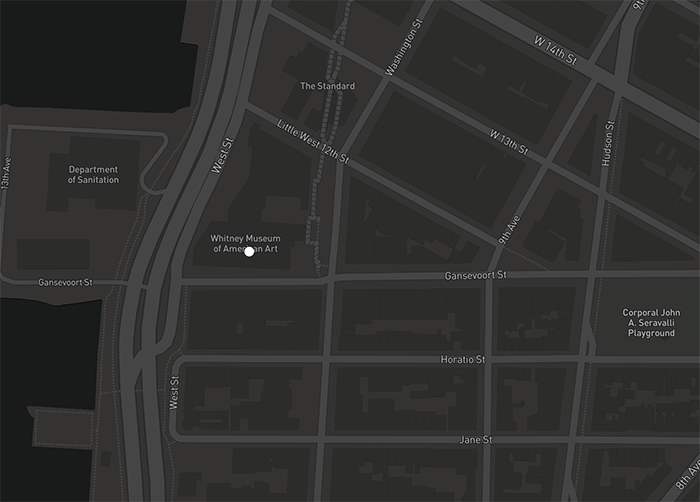 9th
Washington St
W 14th St
The Standard
Little West 12th St
W 13th St
Hudson St
West St
13th Ave
Department
of Sanitation
9th Ave
Whitney Museum
of American Art
Gansevoort St
Gansevoort St
Corporal John
A. Seravalli
Playground
Horatio St
West St
Jane St
8th Ave